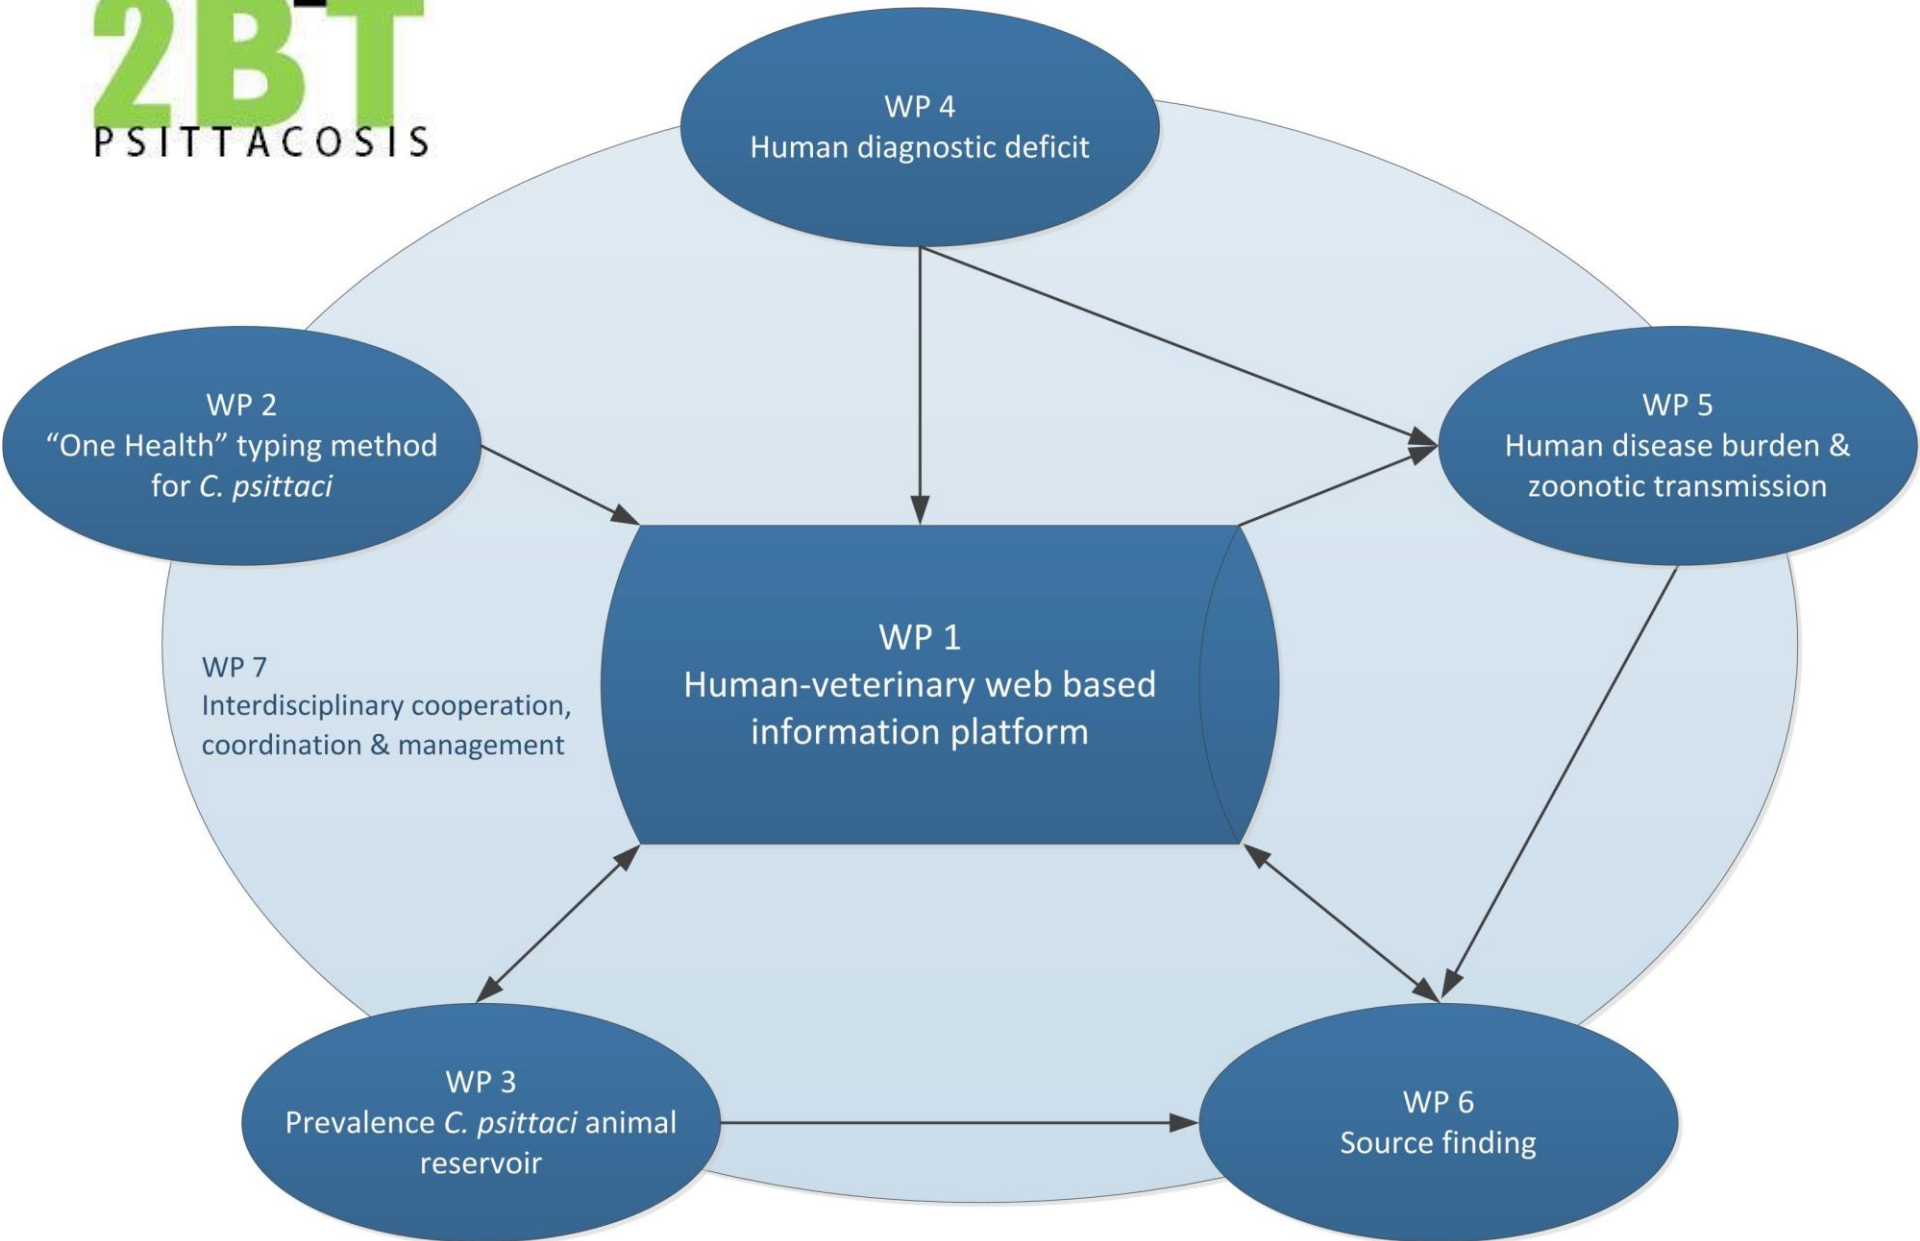 2BT
PSITTACOSIS
WP 4
Human diagnostic deficit
WP 2
“One Health” typing method
for C. psittaci
WP 5
Human disease burden &
zoonotic transmission
WP 1
Human-veterinary web based
information platform
WP 7
Interdisciplinary cooperation,
coordination & management
WP 3
Prevalence C. psittaci animal
reservoir
WP 6
Source finding